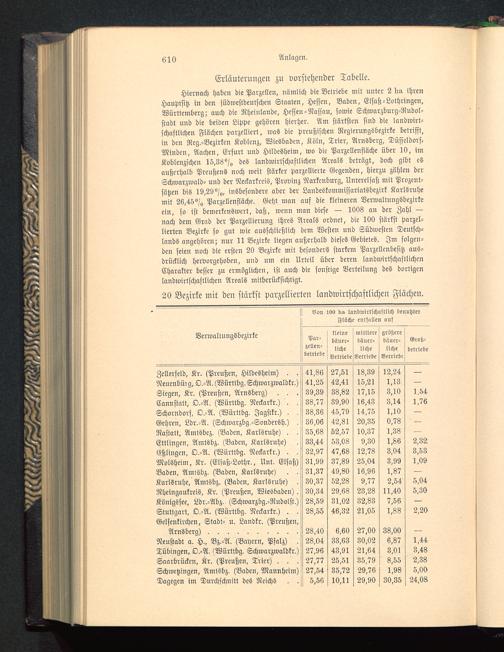 610
Anlagen.
Erläuterungen zu vorstehender Tabelle.
Hiernach haben die Parzellen, nämlich die Betriebe mit unter 2 ha ihren
Hauptsitz in den südwestdeutschen Staaten, Hessen, Baden, Elsaß-Lothringen,
Württemberg; auch die Rheinlande, Hessen-Nassau, sowie Schwarzburg-Rudol-
stadt und die beiden Lippe gehören hierher. Am stärksten sind die landwirt-
schaftlichen Flächen parzelliert, was die preußischen Regierungsbezirke betrifft,
in den Reg.-Bezirken Koblenz, Wiesbaden, Köln, Trier, Arnsberg, Düsseldorf,
Minden, Aachen, Erfurt und Hildesheim, wo die Parzellenfläche über 10, im
Koblenzschen 15,38% des landwirtschaftlichen Areals beträgt, doch gibt es
außerhalb Preußens noch weit stärker parzellierte Gegenden, hierzu zählen der
Schwarzwald- und der Neckarkreis, Provinz Starkenburg, Unterelsaß mit Prozent-
sätzen bis 19,29%, insbesondere aber der Landeskommissariatsbezirk Karlsruhe
mit 26,45% Parzellenfläche. Geht man auf die kleineren Verwaltungsbezirke
ein, so ist bemerkenswert, daß, wenn man diese — 1008 an der Zahl —
nach dem Grad der Parzellierung ihres Areals ordnet, die 100 stärkst parzel-
lierten Bezirke so gut wie ausschließlich dem Westen und Südwesten Deutsch-
lands angehören; nur 11 Bezirke liegen außerhalb dieses Gebietes. Im folgen-
den seien noch die ersten 20 Bezirke mit besonders starkem Parzellenbesitz aus-
drücklich hervorgehoben, und um ein Urteil über deren landwirtschaftlichen
Charakter besser zu ermöglichen, ist auch die sonstige Verteilung des dortigen
landwirtschaftlichen Areals mitberücksichtigt.
20 Bezirke mit den stärkst parzellierten landwirtschaftlichen Flächen.
Von 100 ha landwirtschaftlich benutzter
Fläche entfallen auf
Verwaltungsbezirke
Par-
zellen-
betriebe
kleine
bäuer-
liche
Betriebe
mittlere
bäuer-
liche
Betriebe
größere
bäuer-
liche
Betriebe
Groß-
betriebe
Zellerfeld, Kr. (Preußen, Hildesheim) . . 41,86 27,51 18,39 12,24 —
Neuenbürg, O.-A. (Württbg. Schwarzwaldkr.) 41,25 42,41 15,21 1,13 —
Siegen, Kr. (Preußen, Arnsberg) . . . 39,39 38,82 17,15 3,10 1,54
Cannstatt, O.-A. (Württbg. Neckarkr.) . . 38,77 39,90 16,43 3,14 1,76
Schorndorf, O.-A. (Württbg. Jagstkr.) . . 38,36 45,79 14,75 1,10 —
Gehren, Ldr.-A. (Schwarzbg.-Sondersh.) . 36,06 42,81 20,35 0,78 —
Rastatt, Amtsbez. (Baden, Karlsruhe) . . 35,68 52,57 10,37 1,38 —
Ettlingen, Amtsbz. (Baden, Karlsruhe) . 33,44 53,08 9,30 1,86 2,32
Eßlingen, O.-A. (Württbg. Neckarkr.) . . 32,97 47,68 12,78 3,04 3,53
Molsheim, Kr. (Elsaß-Lothr., Unt. Elsaß) 31,99 37,89 25,04 3,99 1,09
Baden, Amtsbz. (Baden, Karlsruhe) . . 31,37 49,80 16,96 1,87 —
Karlsruhe, Amtsbz. (Baden, Karlsruhe) . 30,37 52,28 9,77 2,54 5,04
Rheingaukreis, Kr. (Preußen, Wiesbaden) . 30,34 29,68 23,28 11,40 5,30
Königsee, Ldr.-Abz. (Schwarzbg.-Rudolst.) 28,59 31,02 32,83 7,56 —
Stuttgart, O.-A. (Württbg. Neckarkr.) . . 28,55 46,32 21,05 1,88 2,20
Gelsenkirchen, Stadt- u. Landkr. (Preußen,
Arnsberg) . . . . . . . . . 28,40 6,60 27,00 38,00 —
Neustadt a. H., Bz.-A. (Bayern, Pfalz) . 28,04 33,63 30,02 6,87 1,44
Tübingen, O.-A. (Württbg. Schwarzwaldkr.) 27,96 43,91 21,64 3,01 3,48
Saarbrücken, Kr. (Preußen, Trier) . . . 27,77 25,51 35,79 8,55 2,38
Schwetzingen, Amtsbz. (Baden, Mannheim) 27,54 35,72 29,76 1,98 5,00
Dagegen im Durchschnitt des Reichs . . 5,56 10,11 29,90 30,35 24,08